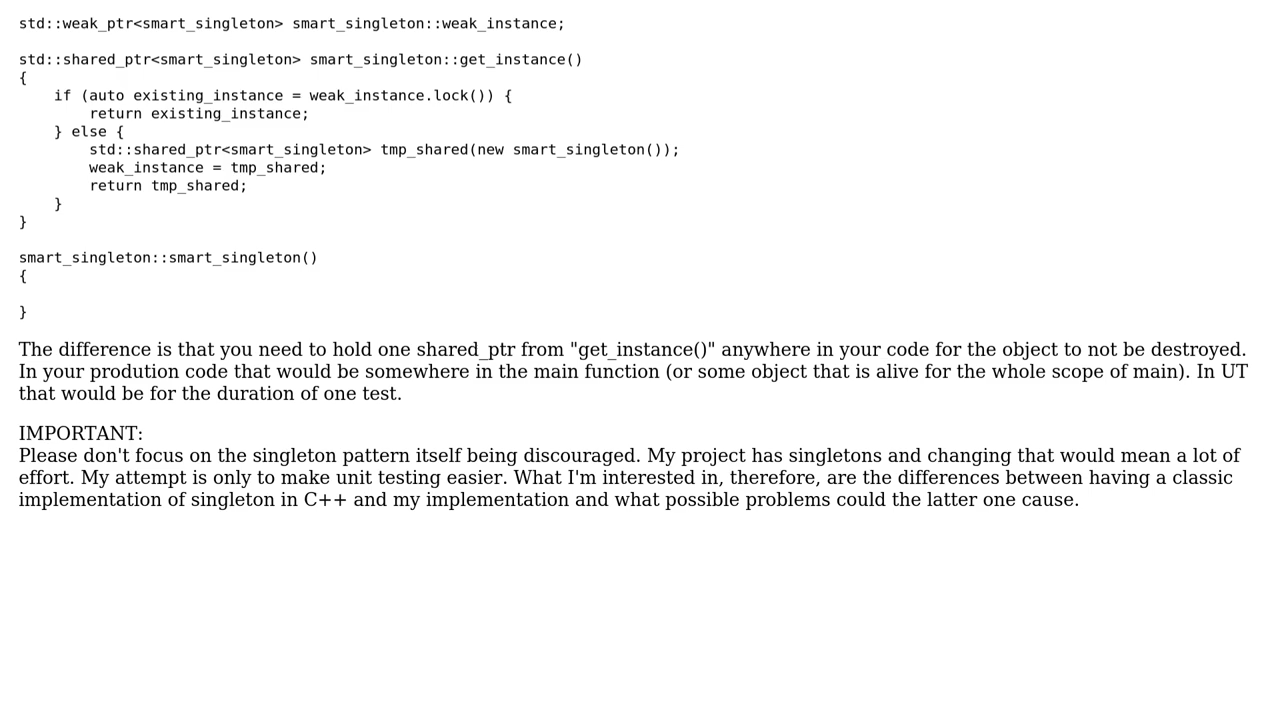 std::weak_ptr<smart_singleton> smart_singleton::weak_instance;
std::shared_ptr<smart_singleton> smart_singleton::get_instance()
{
    if (auto existing_instance = weak_instance.lock()) {
        return existing_instance;
    } else {
        std::shared_ptr<smart_singleton> tmp_shared(new smart_singleton());
        weak_instance = tmp_shared;
        return tmp_shared;
    }
}
smart_singleton::smart_singleton()
{
}
The difference is that you need to hold one shared_ptr from "get_instance()" anywhere in your code for the object to not be destroyed.
In your prodution code that would be somewhere in the main function (or some object that is alive for the whole scope of main). In UT
that would be for the duration of one test.
IMPORTANT:
Please don't focus on the singleton pattern itself being discouraged. My project has singletons and changing that would mean a lot of
effort. My attempt is only to make unit testing easier. What I'm interested in, therefore, are the differences between having a classic
implementation of singleton in C++ and my implementation and what possible problems could the latter one cause.